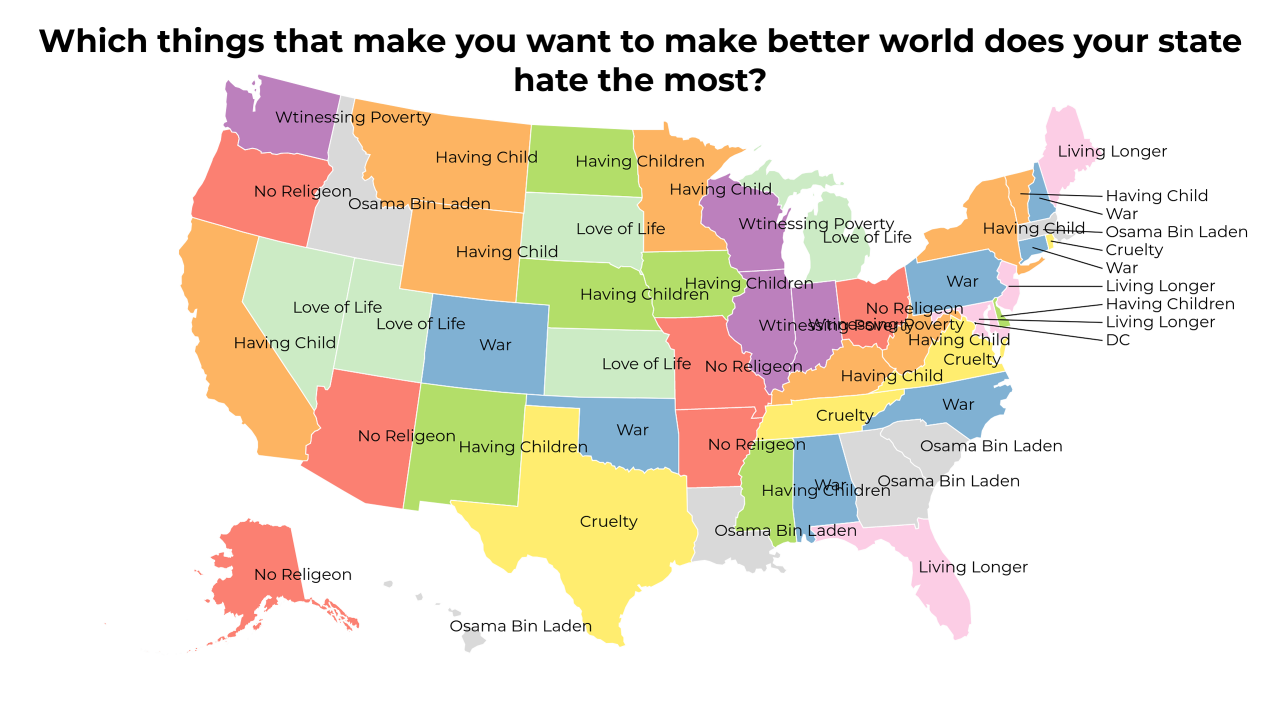 Which things that make you want to make better world does your state
hate the most?
Wtinessing Poverty
Having Child
Having Children
Living Longer
No Religeon
Osama Bin Laden
Having Child
Having Child
War
Wtinessing Poverty
Love of Life
Love of Life
Having Child
Osama Bin Laden
Cruelty
Having Child
War
Having Children
Living Longer
War
Having Children
Having Children
Love of Life
No Religeon
Living Longer
DC
Love of Life
Wtinessing Poverty
Wtinessing Poverty
Having Child
Having Child
War
Cruelty
Love of Life
No Religeon
Having Child
War
Cruelty
No Religeon
Having Children
War
No Religeon
Osama Bin Laden
Having Children
War
Osama Bin Laden
Cruelty
Osama Bin Laden
Living Longer
No Religeon
Osama Bin Laden